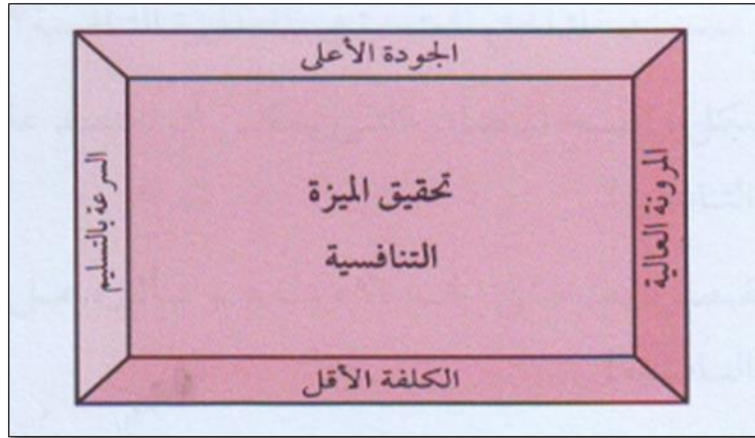 الجودة الأعلى
المرونة العالية
تحقيق الميزة
التنافسية
السرعة بالتسليم
الكلفة الأقل